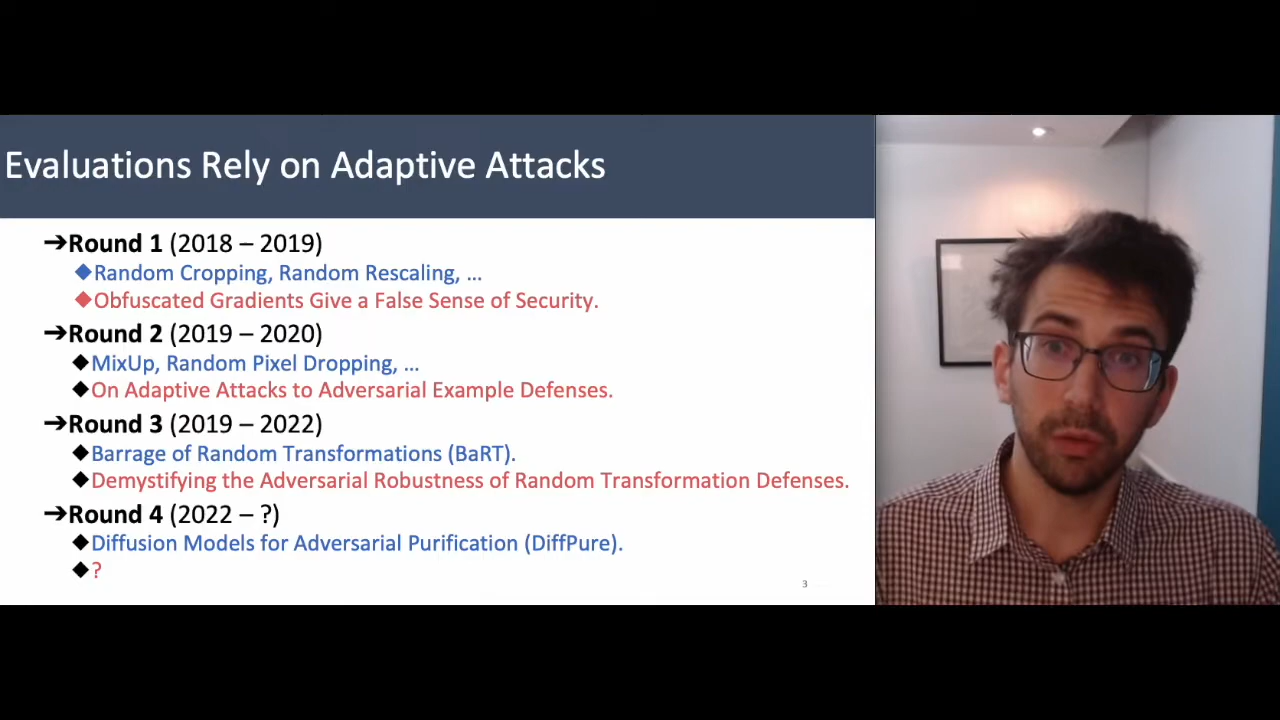 Evaluations Rely on Adaptive Attacks
➔Round 1 (2018 – 2019)
◆Random Cropping, Random Rescaling, …
◆Obfuscated Gradients Give a False Sense of Security.
➔Round 2 (2019 – 2020)
◆MixUp, Random Pixel Dropping, …
◆On Adaptive Attacks to Adversarial Example Defenses.
➔Round 3 (2019 – 2022)
◆Barrage of Random Transformations (BaRT).
◆Demystifying the Adversarial Robustness of Random Transformation Defenses.
➔Round 4 (2022 – ?)
◆Diffusion Models for Adversarial Purification (DiffPure).
◆?
3